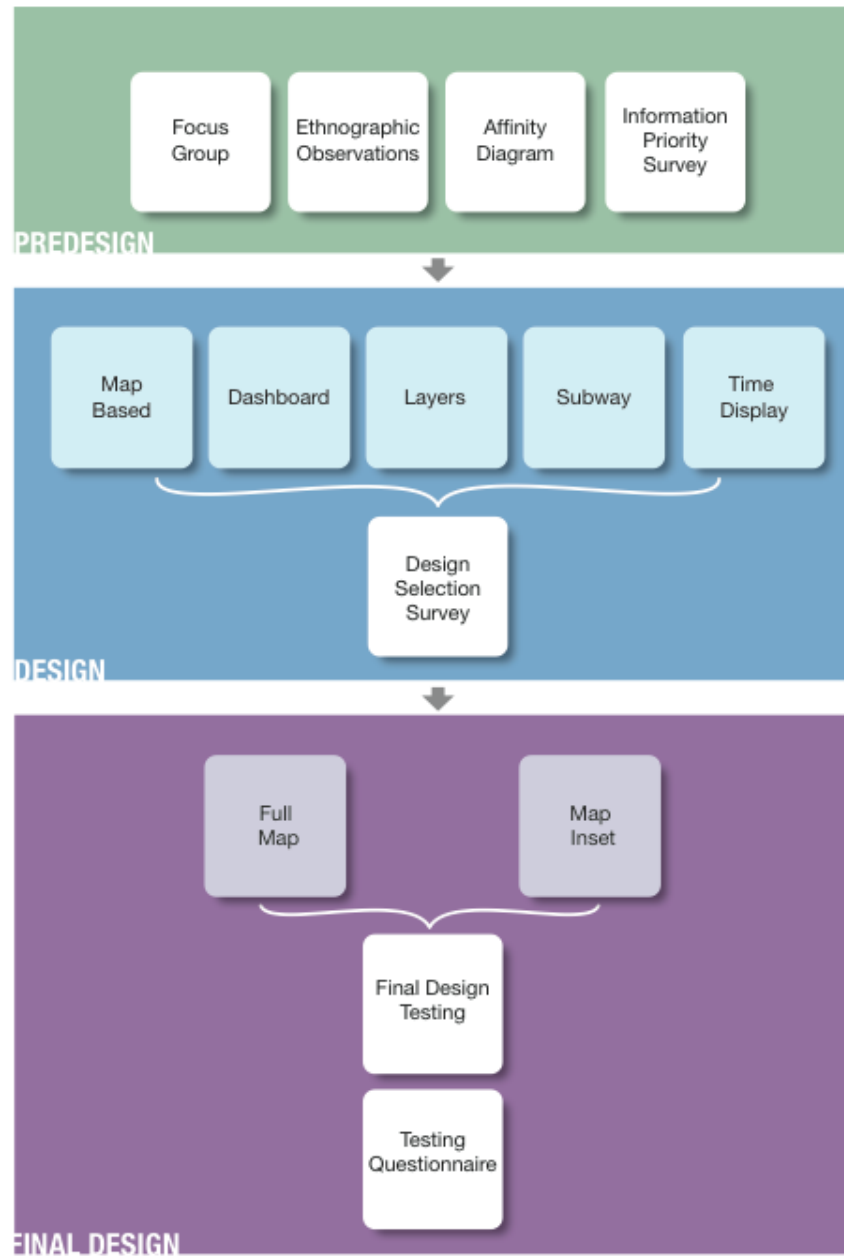 Focus
Group
Ethnographic
Observations
Affinity
Diagram
Information
Priority
Survey
PREDESIGN
Map
Based
Dashboard
Layers
Subway
Time
Display
Design
Selection
Survey
DESIGN
Full
Map
Map
Inset
Final Design
Testing
Testing
Questionnaire
FINAL DESIGN